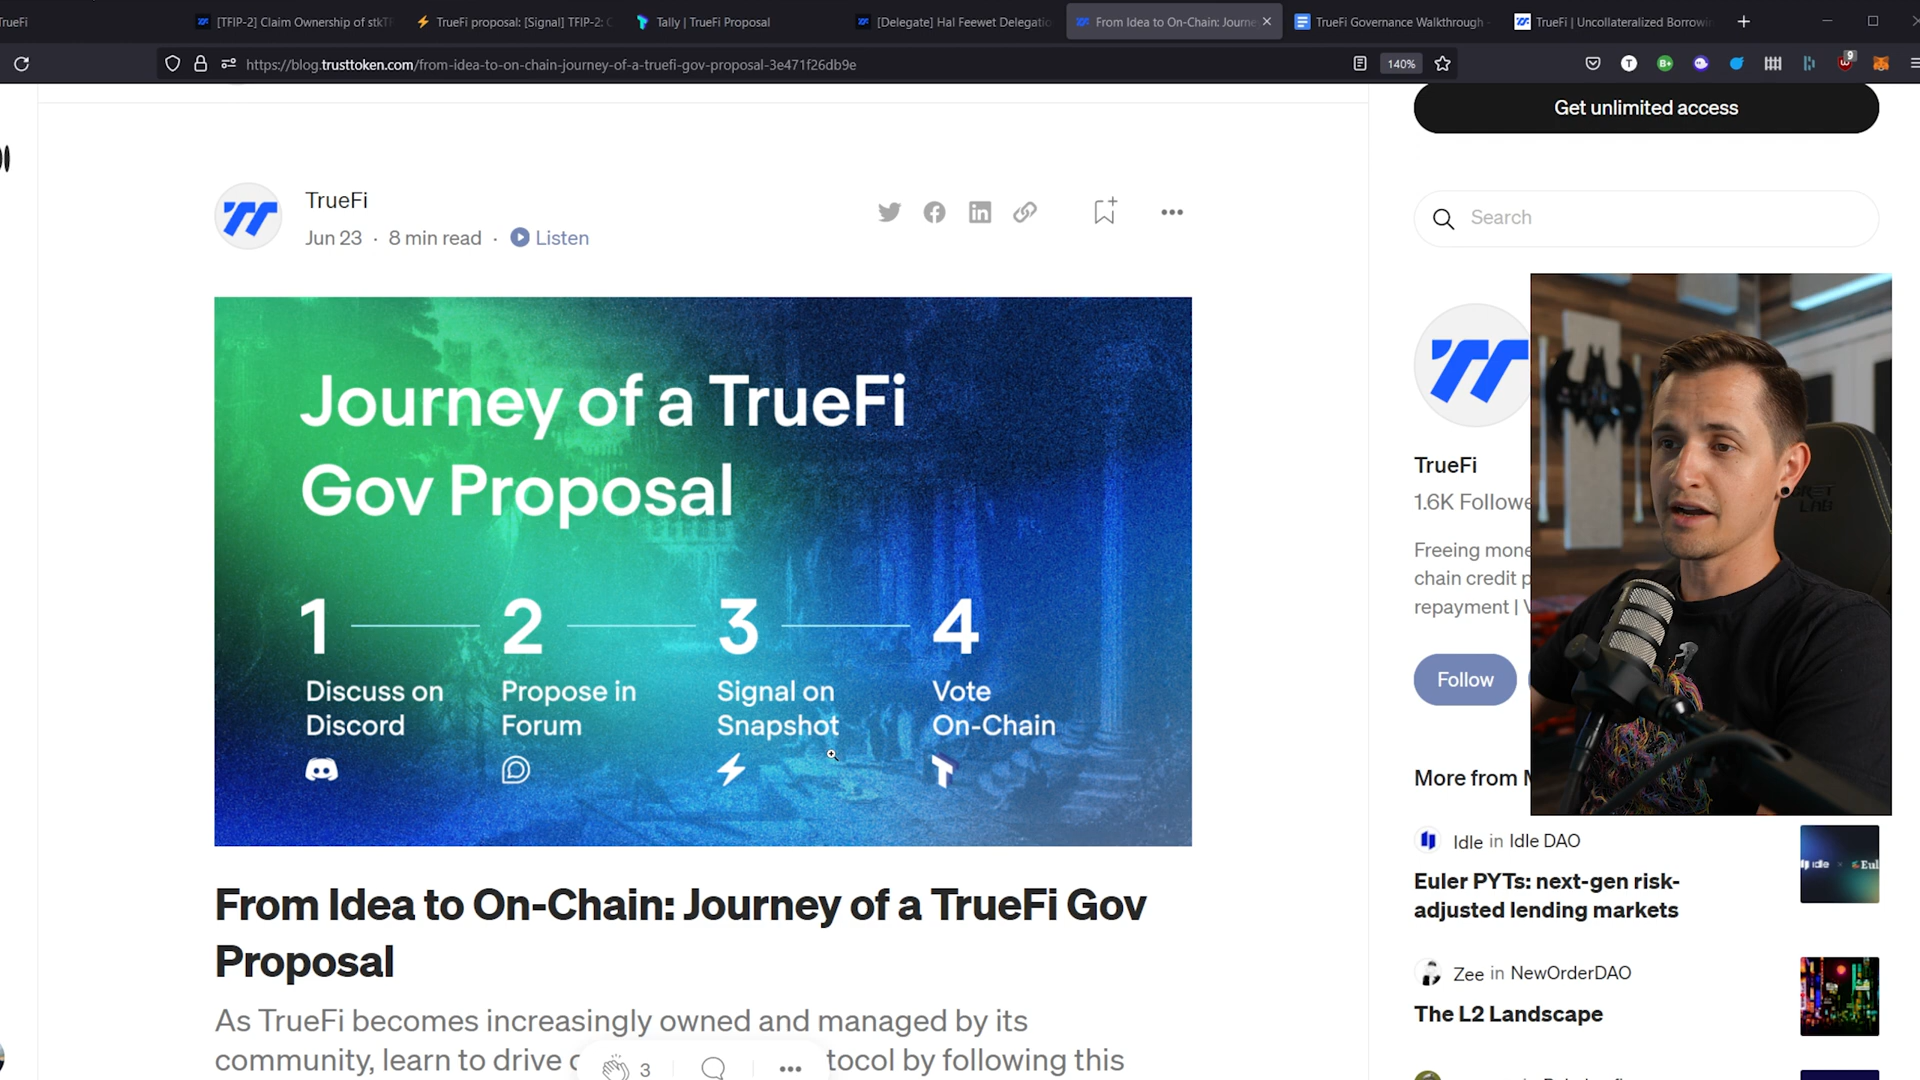 TrueFi
[TFIP-2] Claim Ownership of stkT
TrueFi proposal: [Signal] TFIP-2: C
Tally | TrueFi Proposal
[Delegate] Hal Feewet Delegatio
From Idea to On-Chain: Journe
TrueFi Governance Walkthrough -
TrueFi | Uncollateralized Borrowin
https://blog.trusttoken.com/from-idea-to-on-chain-journey-of-a-truefi-gov-proposal-3e471f26db9e
140%
9
Get unlimited access
TrueFi
Jun 23 · 8 min read · Listen
Search
Journey of a TrueFi
Gov Proposal
1 2 3 4
Discuss on
Discord
Propose in
Forum
Signal on
Snapshot
Vote
On-Chain
From Idea to On-Chain: Journey of a TrueFi Gov
Proposal
As TrueFi becomes increasingly owned and managed by its
community, learn to drive c tocol by following this
3
TrueFi
1.6K Followe
Freeing mone
chain credit p
repayment | V
Follow
More from M
Idle in Idle DAO
Euler PYTs: next-gen risk-
adjusted lending markets
Zee in NewOrderDAO
The L2 Landscape